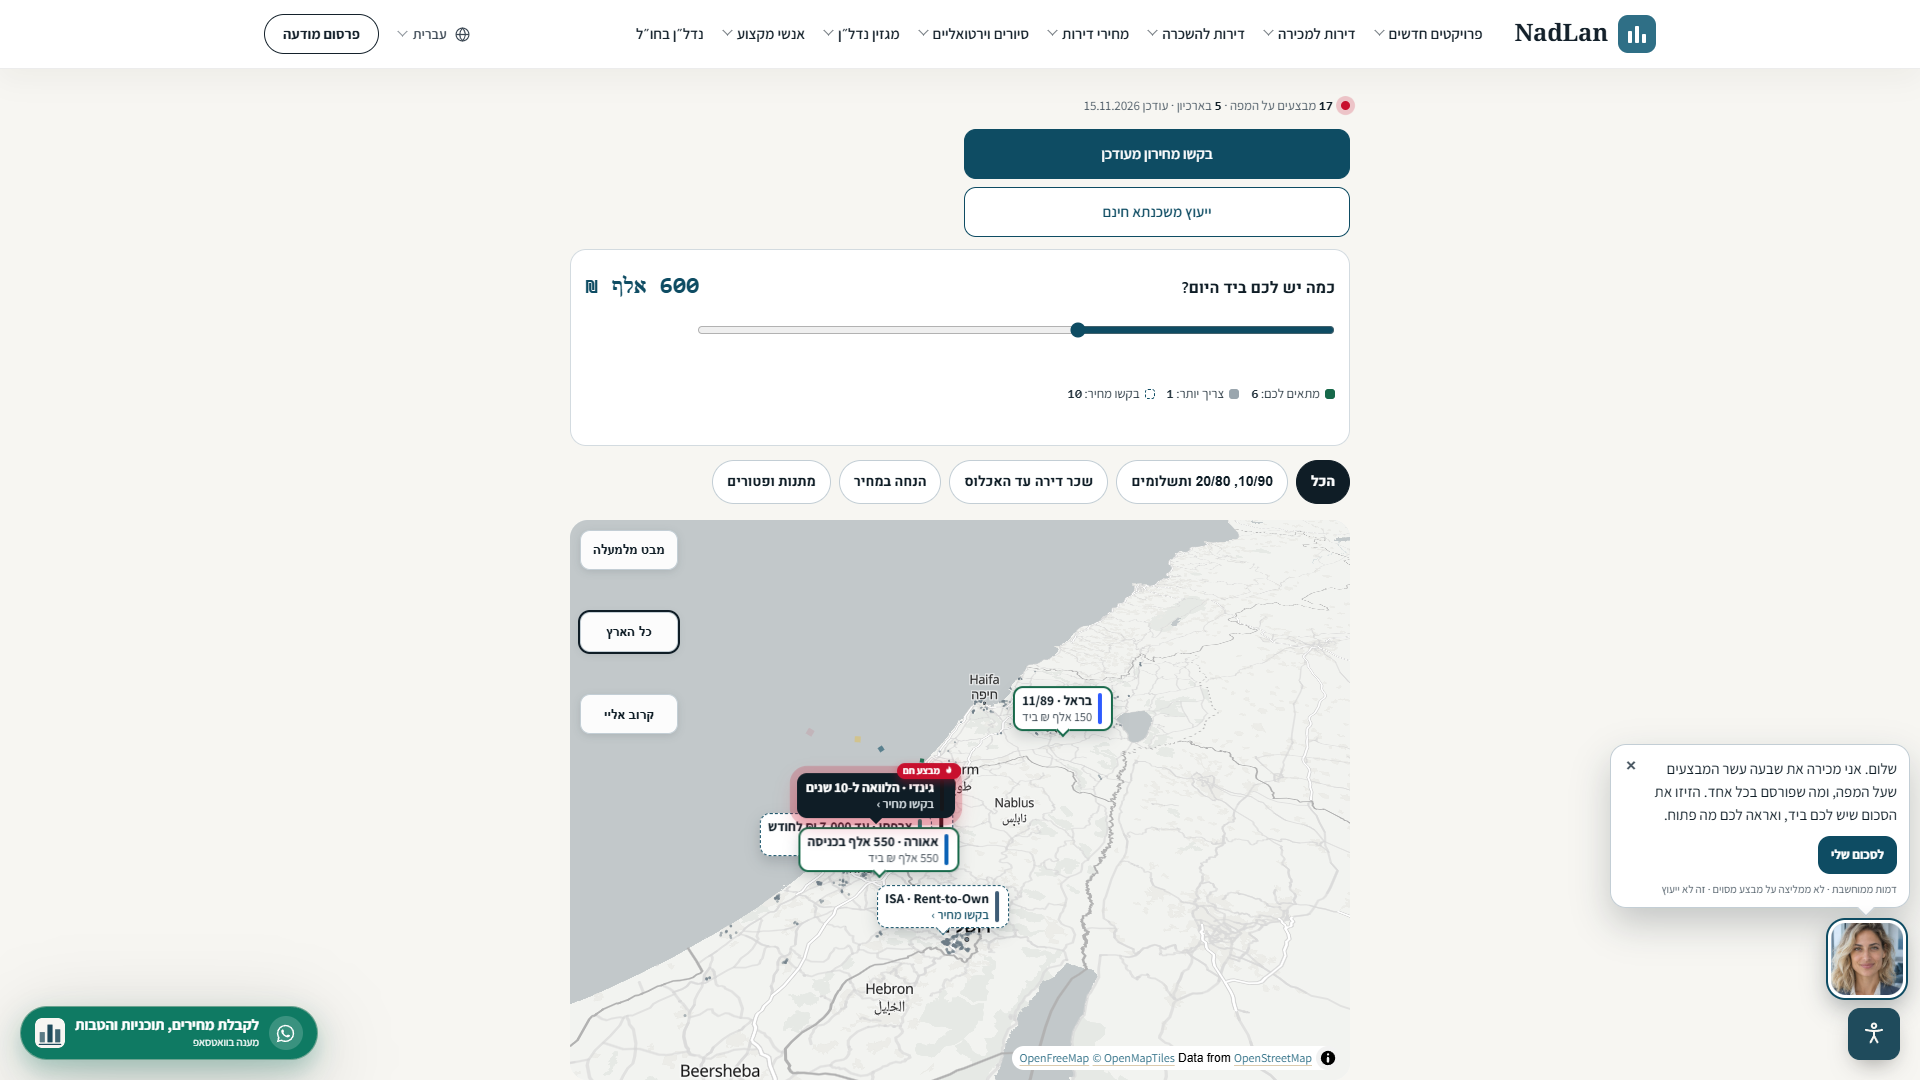 NadLan
פרויקטים חדשים
דירות למכירה
דירות להשכרה
מחירי דירות
סיורים וירטואליים
מגזין נדל״ן
אנשי מקצוע
נדל״ן בחו״ל
עברית
פרסום מודעה
17 מבצעים על המפה · 5 בארכיון · עודכן 15.11.2026
בקשו מחירון מעודכן
ייעוץ משכנתא חינם
כמה יש לכם ביד היום?
600 אלף ₪
מתאים לכם: 6
צריך יותר: 1
בקשו מחיר: 10
הכל
10/90, 20/80 ותשלומים
שכר דירה עד האכלוס
הנחה במחיר
מתנות ופטורים
מבט מלמעלה
כל הארץ
קרוב אליי
Haifa
חיפה
בראל · 11/89
150 אלף ₪ ביד
מבצע חם
גינדי · הלוואה ל-10 שנים
בקשו מחיר ›
Nablus
نابلس
עד 7,000 ₪ לחודש
אאורה · 550 אלף בכניסה
550 אלף ₪ ביד
ISA · Rent-to-Own
בקשו מחיר ›
Hebron
الخليل
Beersheba
OpenFreeMap © OpenMapTiles Data from OpenStreetMap
שלום. אני מכירה את שבעה עשר המבצעים
שעל המפה, ומה שפורסם בכל אחד. הזיזו את
הסכום שיש לכם ביד, ואראה לכם מה פתוח.
לסכום שלי
דמות ממוחשבת · לא ממליצה על מבצע מסוים · זה לא ייעוץ
לקבלת מחירים, תוכניות והטבות
מענה בוואטסאפ